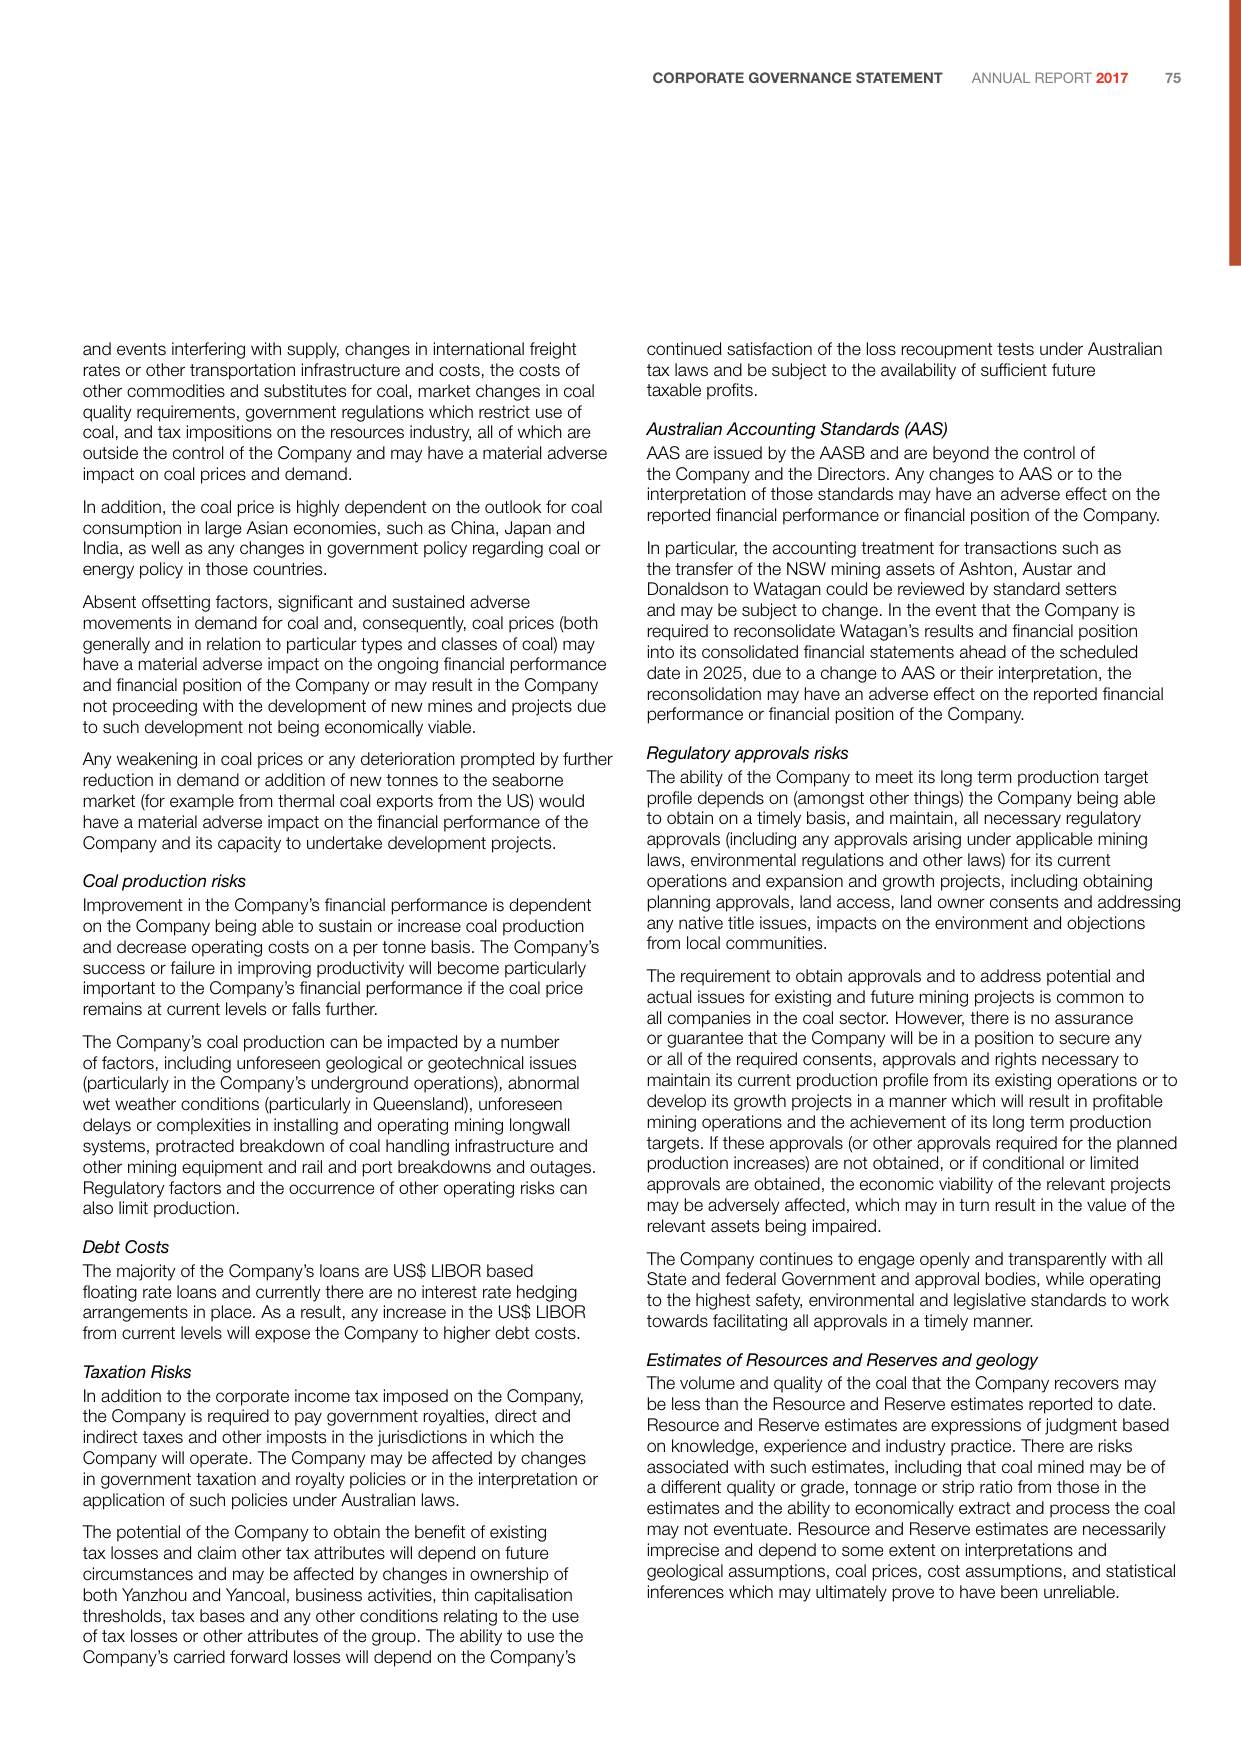 CORPORATE GOVERNANCE STATEMENT ANNUAL REPORT 2017 75
and events interfering with supply, changes in international freight
rates or other transportation infrastructure and costs, the costs of
other commodities and substitutes for coal, market changes in coal
quality requirements, government regulations which restrict use of
coal, and tax impositions on the resources industry, all of which are
outside the control of the Company and may have a material adverse
impact on coal prices and demand.
In addition, the coal price is highly dependent on the outlook for coal
consumption in large Asian economies, such as China, Japan and
India, as well as any changes in government policy regarding coal or
energy policy in those countries.
Absent offsetting factors, significant and sustained adverse
movements in demand for coal and, consequently, coal prices (both
generally and in relation to particular types and classes of coal) may
have a material adverse impact on the ongoing financial performance
and financial position of the Company or may result in the Company
not proceeding with the development of new mines and projects due
to such development not being economically viable.
Any weakening in coal prices or any deterioration prompted by further
reduction in demand or addition of new tonnes to the seaborne
market (for example from thermal coal exports from the US) would
have a material adverse impact on the financial performance of the
Company and its capacity to undertake development projects.
Coal production risks
Improvement in the Company's financial performance is dependent
on the Company being able to sustain or increase coal production
and decrease operating costs on a per tonne basis. The Company's
success or failure in improving productivity will become particularly
important to the Company's financial performance if the coal price
remains at current levels or falls further.
The Company's coal production can be impacted by a number
of factors, including unforeseen geological or geotechnical issues
(particularly in the Company's underground operations), abnormal
wet weather conditions (particularly in Queensland), unforeseen
delays or complexities in installing and operating mining longwall
systems, protracted breakdown of coal handling infrastructure and
other mining equipment and rail and port breakdowns and outages.
Regulatory factors and the occurrence of other operating risks can
also limit production.
Debt Costs
The majority of the Company's loans are US$ LIBOR based
floating rate loans and currently there are no interest rate hedging
arrangements in place. As a result, any increase in the US$ LIBOR
from current levels will expose the Company to higher debt costs.
Taxation Risks
In addition to the corporate income tax imposed on the Company,
the Company is required to pay government royalties, direct and
indirect taxes and other imposts in the jurisdictions in which the
Company will operate. The Company may be affected by changes
in government taxation and royalty policies or in the interpretation or
application of such policies under Australian laws.
The potential of the Company to obtain the benefit of existing
tax losses and claim other tax attributes will depend on future
circumstances and may be affected by changes in ownership of
both Yanzhou and Yancoal, business activities, thin capitalisation
thresholds, tax bases and any other conditions relating to the use
of tax losses or other attributes of the group. The ability to use the
Company's carried forward losses will depend on the Company's
continued satisfaction of the loss recoupment tests under Australian
tax laws and be subject to the availability of sufficient future
taxable profits.
Australian Accounting Standards (AAS)
AAS are issued by the AASB and are beyond the control of
the Company and the Directors. Any changes to AAS or to the
interpretation of those standards may have an adverse effect on the
reported financial performance or financial position of the Company.
In particular, the accounting treatment for transactions such as
the transfer of the NSW mining assets of Ashton, Austar and
Donaldson to Watagan could be reviewed by standard setters
and may be subject to change. In the event that the Company is
required to reconsolidate Watagan's results and financial position
into its consolidated financial statements ahead of the scheduled
date in 2025, due to a change to AAS or their interpretation, the
reconsolidation may have an adverse effect on the reported financial
performance or financial position of the Company.
Regulatory approvals risks
The ability of the Company to meet its long term production target
profile depends on (amongst other things) the Company being able
to obtain on a timely basis, and maintain, all necessary regulatory
approvals (including any approvals arising under applicable mining
laws, environmental regulations and other laws) for its current
operations and expansion and growth projects, including obtaining
planning approvals, land access, land owner consents and addressing
any native title issues, impacts on the environment and objections
from local communities.
The requirement to obtain approvals and to address potential and
actual issues for existing and future mining projects is common to
all companies in the coal sector. However, there is no assurance
or guarantee that the Company will be in a position to secure any
or all of the required consents, approvals and rights necessary to
maintain its current production profile from its existing operations or to
develop its growth projects in a manner which will result in profitable
mining operations and the achievement of its long term production
targets. If these approvals (or other approvals required for the planned
production increases) are not obtained, or if conditional or limited
approvals are obtained, the economic viability of the relevant projects
may be adversely affected, which may in turn result in the value of the
relevant assets being impaired.
The Company continues to engage openly and transparently with all
State and federal Government and approval bodies, while operating
to the highest safety, environmental and legislative standards to work
towards facilitating all approvals in a timely manner.
Estimates of Resources and Reserves and geology
The volume and quality of the coal that the Company recovers may
be less than the Resource and Reserve estimates reported to date.
Resource and Reserve estimates are expressions of judgment based
on knowledge, experience and industry practice. There are risks
associated with such estimates, including that coal mined may be of
a different quality or grade, tonnage or strip ratio from those in the
estimates and the ability to economically extract and process the coal
may not eventuate. Resource and Reserve estimates are necessarily
imprecise and depend to some extent on interpretations and
geological assumptions, coal prices, cost assumptions, and statistical
inferences which may ultimately prove to have been unreliable.